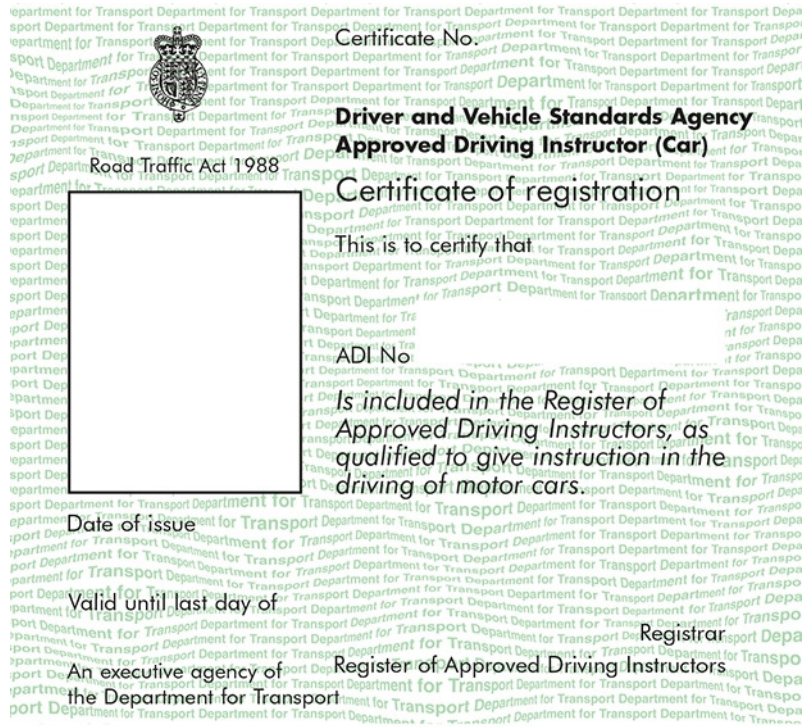 Certificate No.
Driver and Vehicle Standards Agency
Approved Driving Instructor (Car)
Road Traffic Act 1988
Certificate of registration
This is to certify that
ADI No
Is included in the Register of
Approved Driving Instructors, as
qualified to give instruction in the
driving of motor cars.
Date of issue
Valid until last day of
Registrar
Register of Approved Driving Instructors
An executive agency of
the Department for Transport